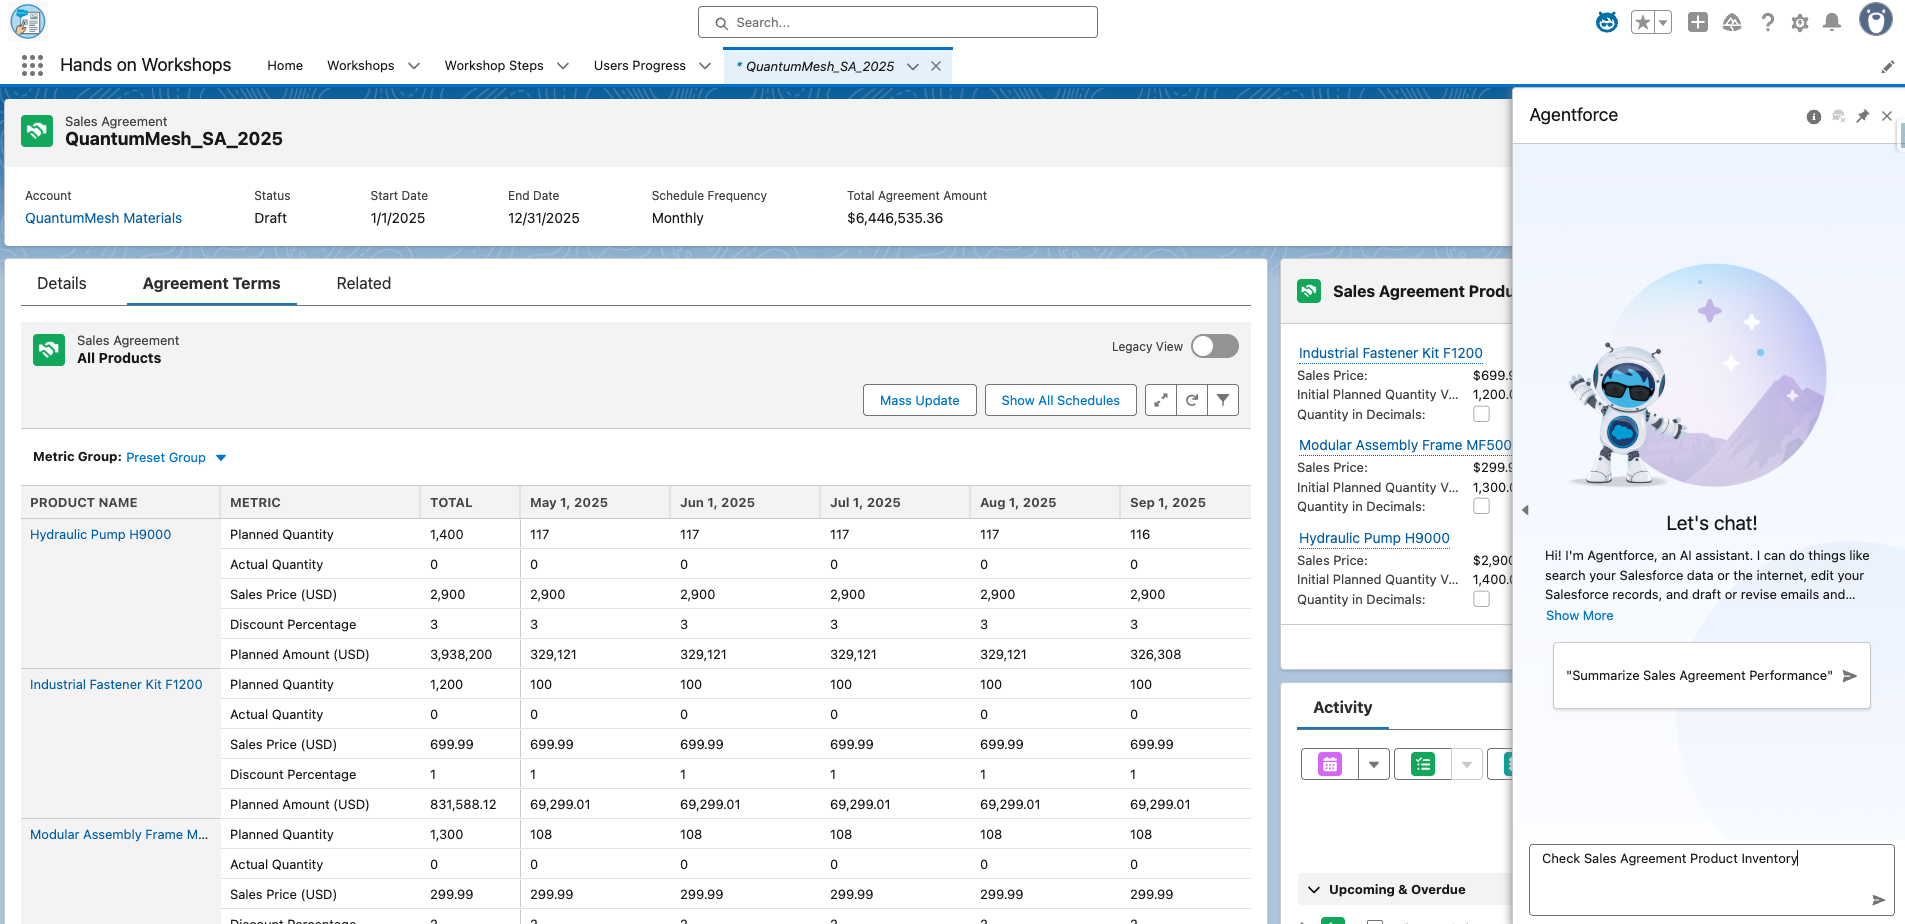 Search...
Hands on Workshops
Home
Workshops
Workshop Steps
Users Progress
* QuantumMesh_SA_2025
Sales Agreement
QuantumMesh_SA_2025
Account
Status
Start Date
End Date
Schedule Frequency
Total Agreement Amount
QuantumMesh Materials
Draft
1/1/2025
12/31/2025
Monthly
$6,446,535.36
Details
Agreement Terms
Related
Sales Agreement
All Products
Legacy View
Mass Update
Show All Schedules
Metric Group: Preset Group
PRODUCT NAME METRIC TOTAL May 1, 2025 Jun 1, 2025 Jul 1, 2025 Aug 1, 2025 Sep 1, 2025
Hydraulic Pump H9000 Planned Quantity 1,400 117 117 117 117 116
Actual Quantity 0 0 0 0 0 0
Sales Price (USD) 2,900 2,900 2,900 2,900 2,900 2,900
Discount Percentage 3 3 3 3 3 3
Planned Amount (USD) 3,938,200 329,121 329,121 329,121 329,121 326,308
Industrial Fastener Kit F1200 Planned Quantity 1,200 100 100 100 100 100
Actual Quantity 0 0 0 0 0 0
Sales Price (USD) 699.99 699.99 699.99 699.99 699.99 699.99
Discount Percentage 1 1 1 1 1 1
Planned Amount (USD) 831,588.12 69,299.01 69,299.01 69,299.01 69,299.01 69,299.01
Modular Assembly Frame M... Planned Quantity 1,300 108 108 108 108 108
Actual Quantity 0 0 0 0 0 0
Sales Price (USD) 299.99 299.99 299.99 299.99 299.99 299.99
Discount Percentage 2 2 2 2 2 2
Sales Agreement Produ
Industrial Fastener Kit F1200
Sales Price: $699.9
Initial Planned Quantity V... 1,200.0
Quantity in Decimals:
Modular Assembly Frame MF500
Sales Price: $299.9
Initial Planned Quantity V... 1,300.
Quantity in Decimals:
Hydraulic Pump H9000
Sales Price: $2,900
Initial Planned Quantity V... 1,400.
Quantity in Decimals:
Activity
Upcoming & Overdue
Agentforce
Let's chat!
Hi! I'm Agentforce, an AI assistant. I can do things like
search your Salesforce data or the internet, edit your
Salesforce records, and draft or revise emails and...
Show More
"Summarize Sales Agreement Performance"
Check Sales Agreement Product Inventory